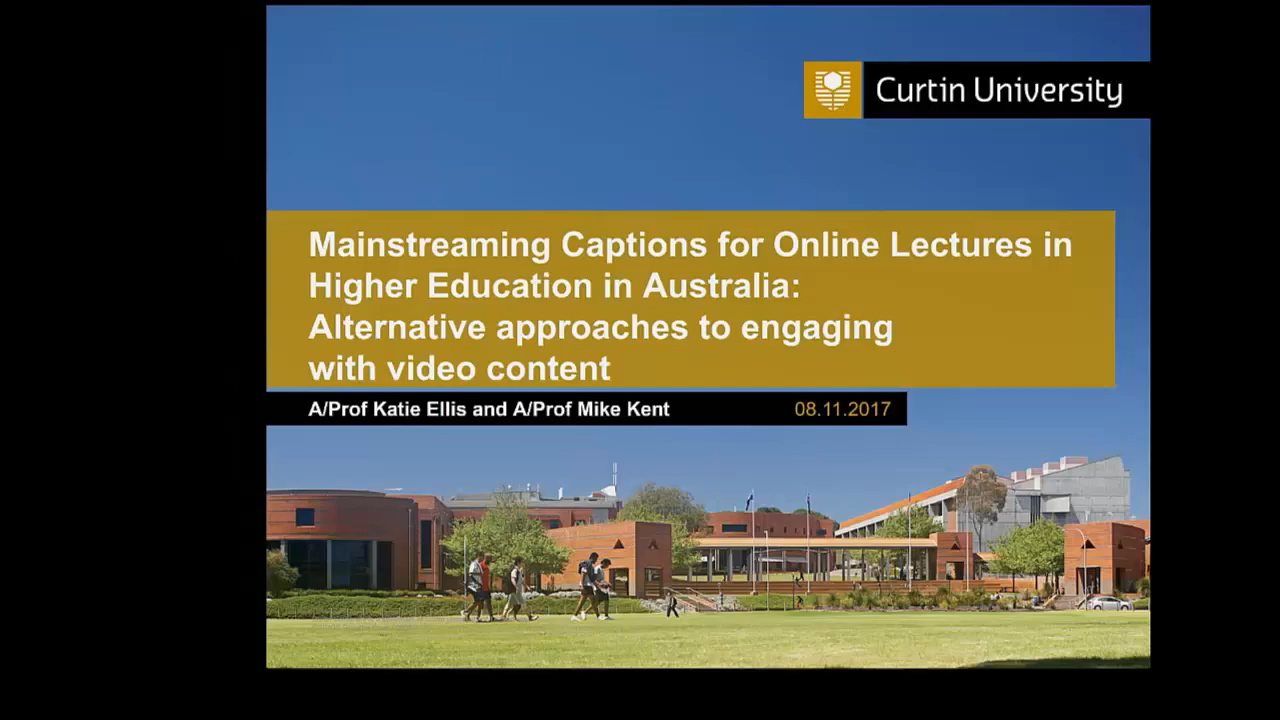 Curtin University
Mainstreaming Captions for Online Lectures in
Higher Education in Australia:
Alternative approaches to engaging
with video content
A/Prof Katie Ellis and A/Prof Mike Kent 08.11.2017